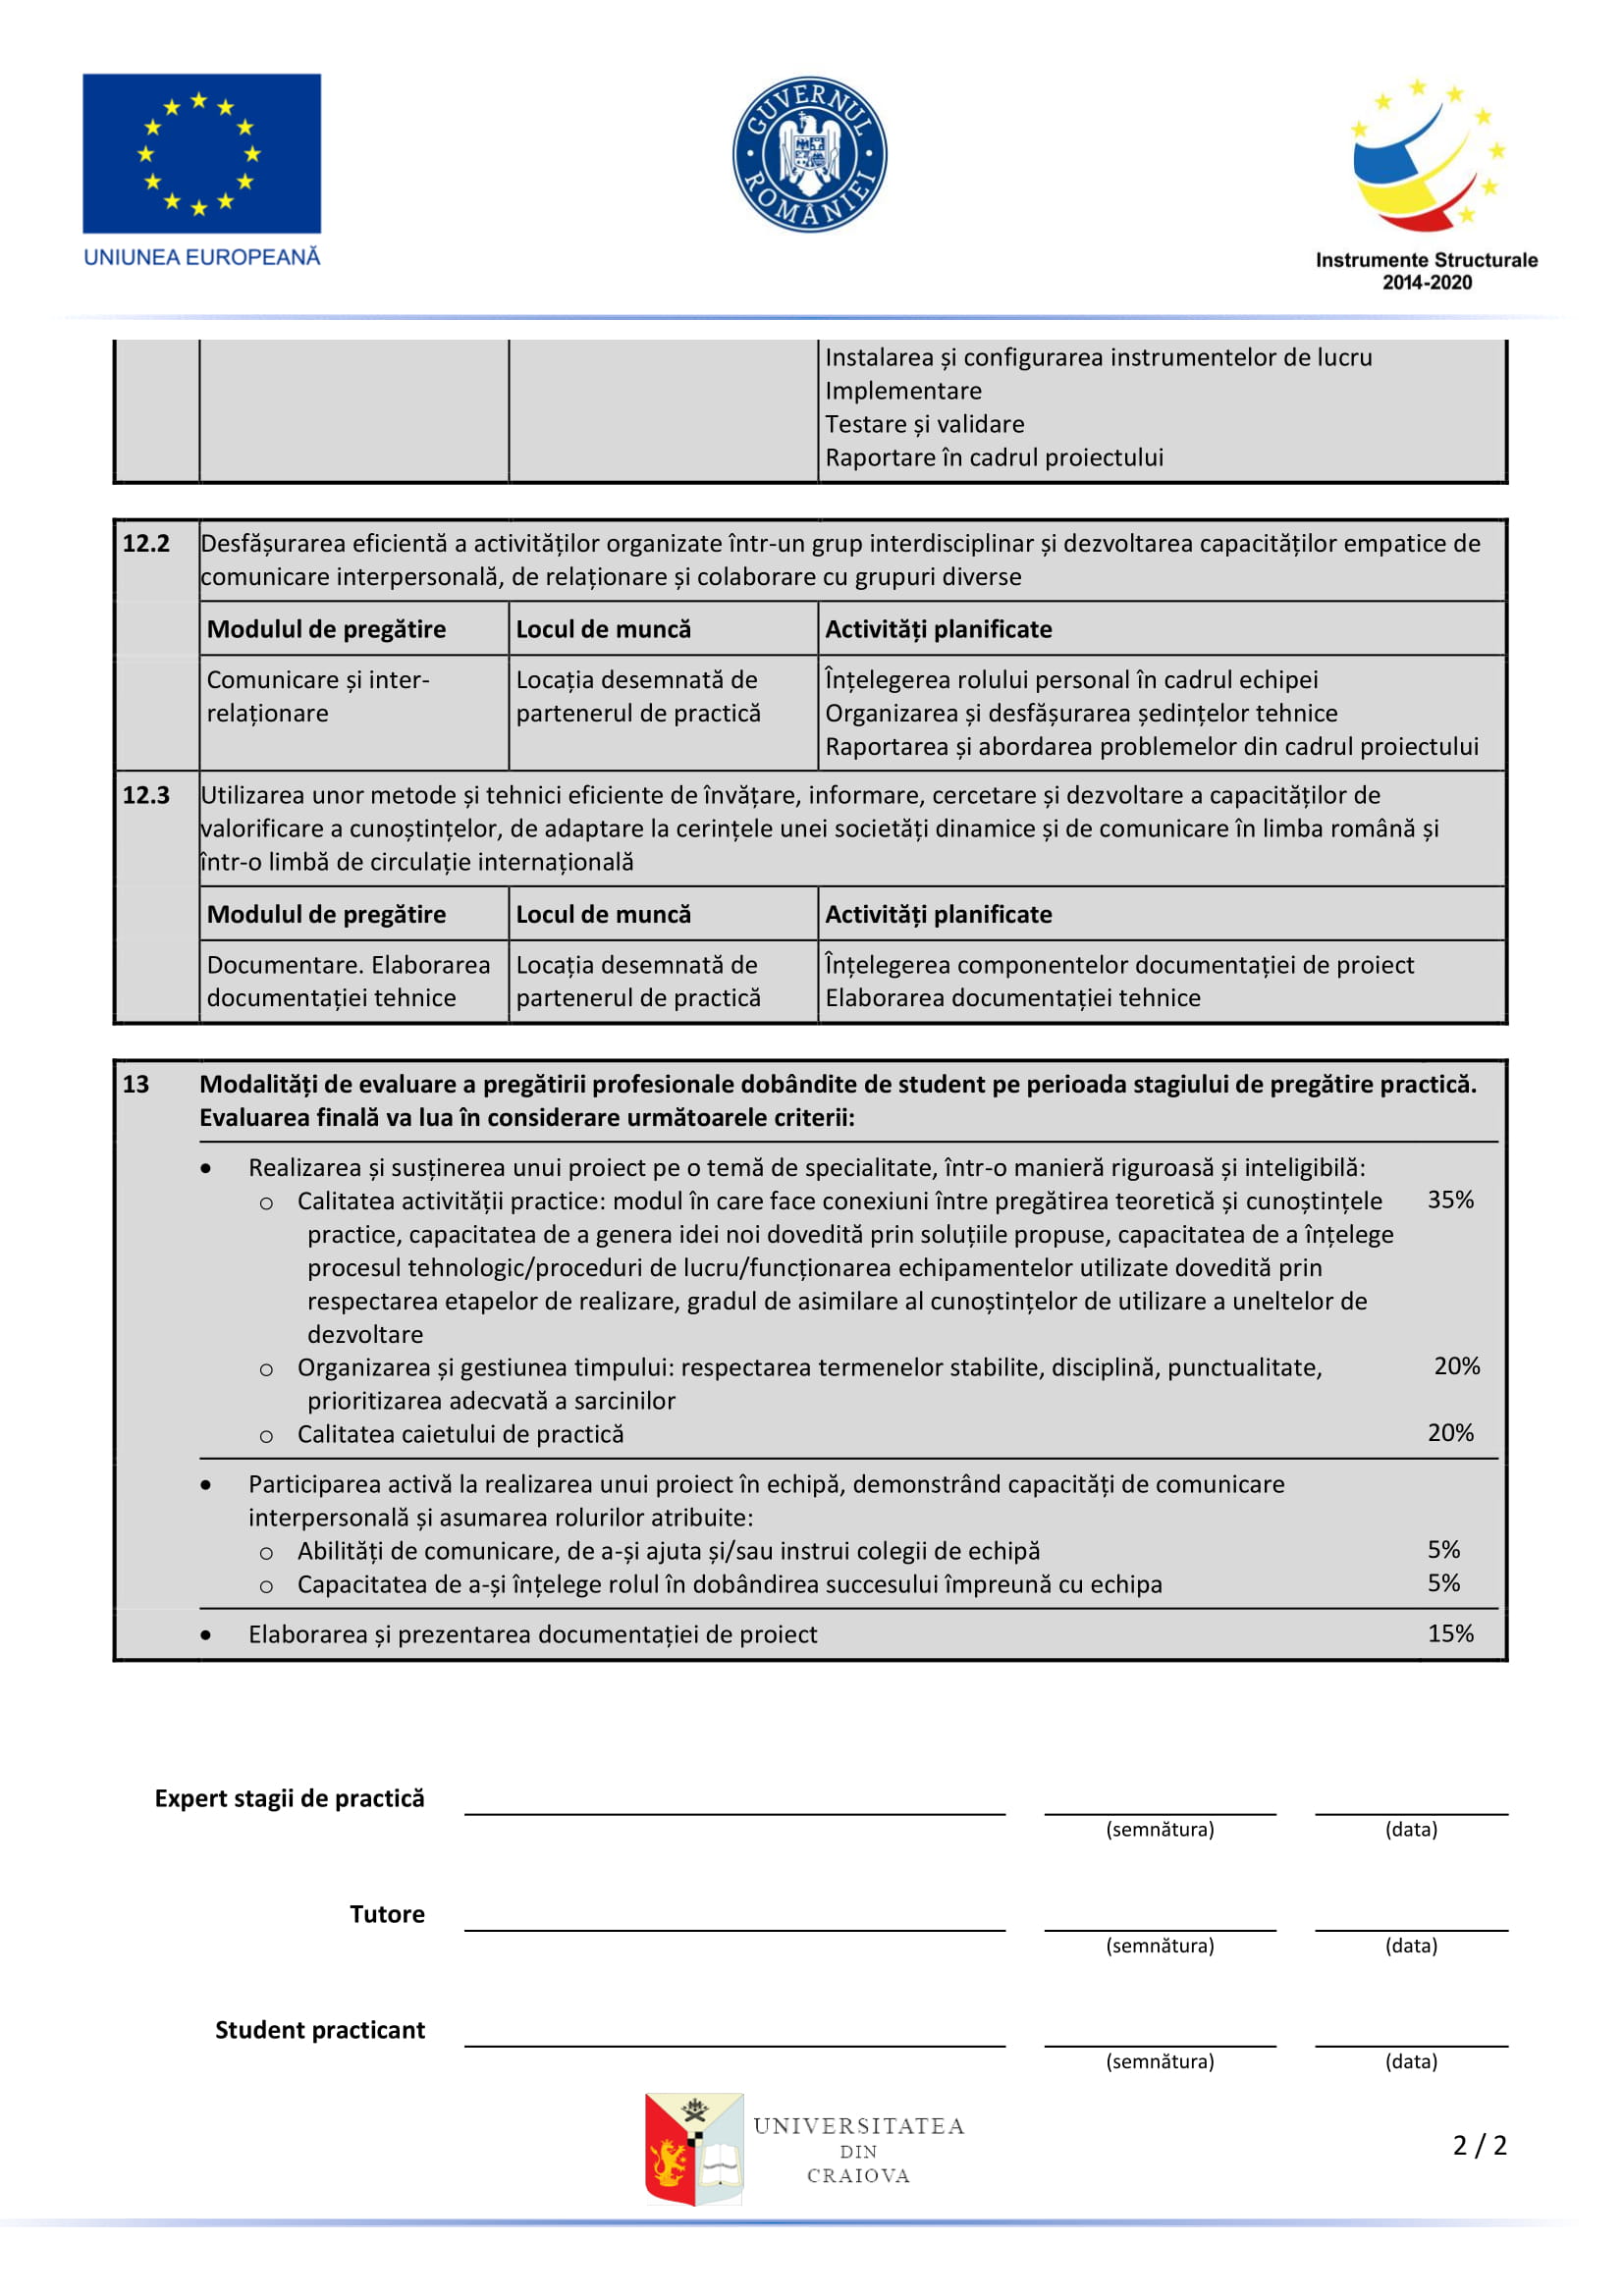 UNIUNEA EUROPEANĂ
GUVERNUL ROMÂNIEI
Instrumente Structurale
2014-2020
Instalarea și configurarea instrumentelor de lucru
Implementare
Testare și validare
Raportare în cadrul proiectului
12.2 Desfășurarea eficientă a activităților organizate într-un grup interdisciplinar și dezvoltarea capacităților empatice de
comunicare interpersonală, de relaționare și colaborare cu grupuri diverse
Modulul de pregătire Locul de muncă Activități planificate
Comunicare și inter- Locația desemnată de Înțelegerea rolului personal în cadrul echipei
relaționare partenerul de practică Organizarea și desfășurarea ședințelor tehnice
Raportarea și abordarea problemelor din cadrul proiectului
12.3 Utilizarea unor metode și tehnici eficiente de învățare, informare, cercetare și dezvoltare a capacităților de
valorificare a cunoștințelor, de adaptare la cerințele unei societăți dinamice și de comunicare în limba română și
într-o limbă de circulație internațională
Modulul de pregătire Locul de muncă Activități planificate
Documentare. Elaborarea Locația desemnată de Înțelegerea componentelor documentației de proiect
documentației tehnice partenerul de practică Elaborarea documentației tehnice
13 Modalități de evaluare a pregătirii profesionale dobândite de student pe perioada stagiului de pregătire practică.
Evaluarea finală va lua în considerare următoarele criterii:
• Realizarea și susținerea unui proiect pe o temă de specialitate, într-o manieră riguroasă și inteligibilă:
o Calitatea activității practice: modul în care face conexiuni între pregătirea teoretică și cunoștințele 35%
practice, capacitatea de a genera idei noi dovedită prin soluțiile propuse, capacitatea de a înțelege
procesul tehnologic/proceduri de lucru/funcționarea echipamentelor utilizate dovedită prin
respectarea etapelor de realizare, gradul de asimilare al cunoștințelor de utilizare a uneltelor de
dezvoltare
o Organizarea și gestiunea timpului: respectarea termenelor stabilite, disciplină, punctualitate, 20%
prioritizarea adecvată a sarcinilor
o Calitatea caietului de practică 20%
• Participarea activă la realizarea unui proiect în echipă, demonstrând capacități de comunicare
interpersonală și asumarea rolurilor atribuite:
o Abilități de comunicare, de a-și ajuta și/sau instrui colegii de echipă 5%
o Capacitatea de a-și înțelege rolul în dobândirea succesului împreună cu echipa 5%
• Elaborarea și prezentarea documentației de proiect 15%
Expert stagii de practică
(semnătura) (data)
Tutore
(semnătura) (data)
Student practicant
(semnătura) (data)
UNIVERSITATEA
DIN
CRAIOVA
2 / 2